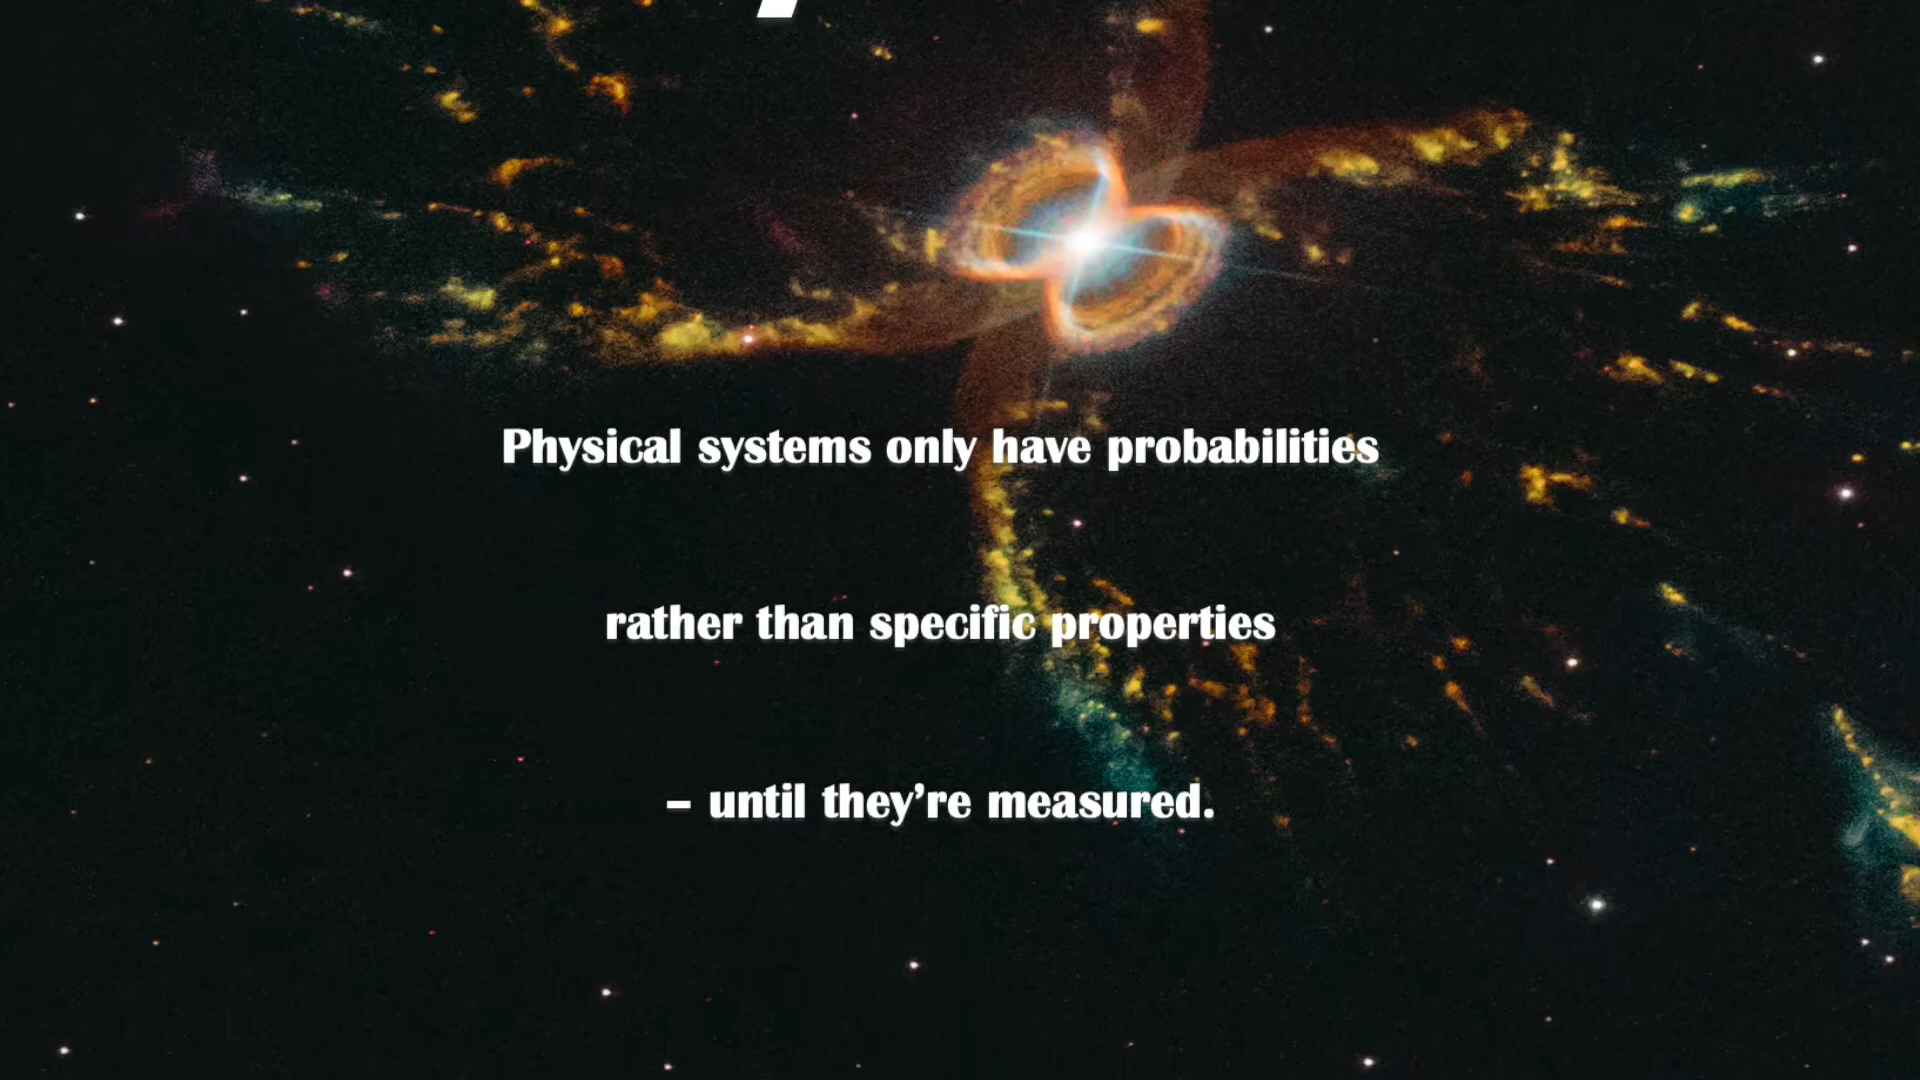 Physical systems only have probabilities
rather than specific properties
– until they’re measured.